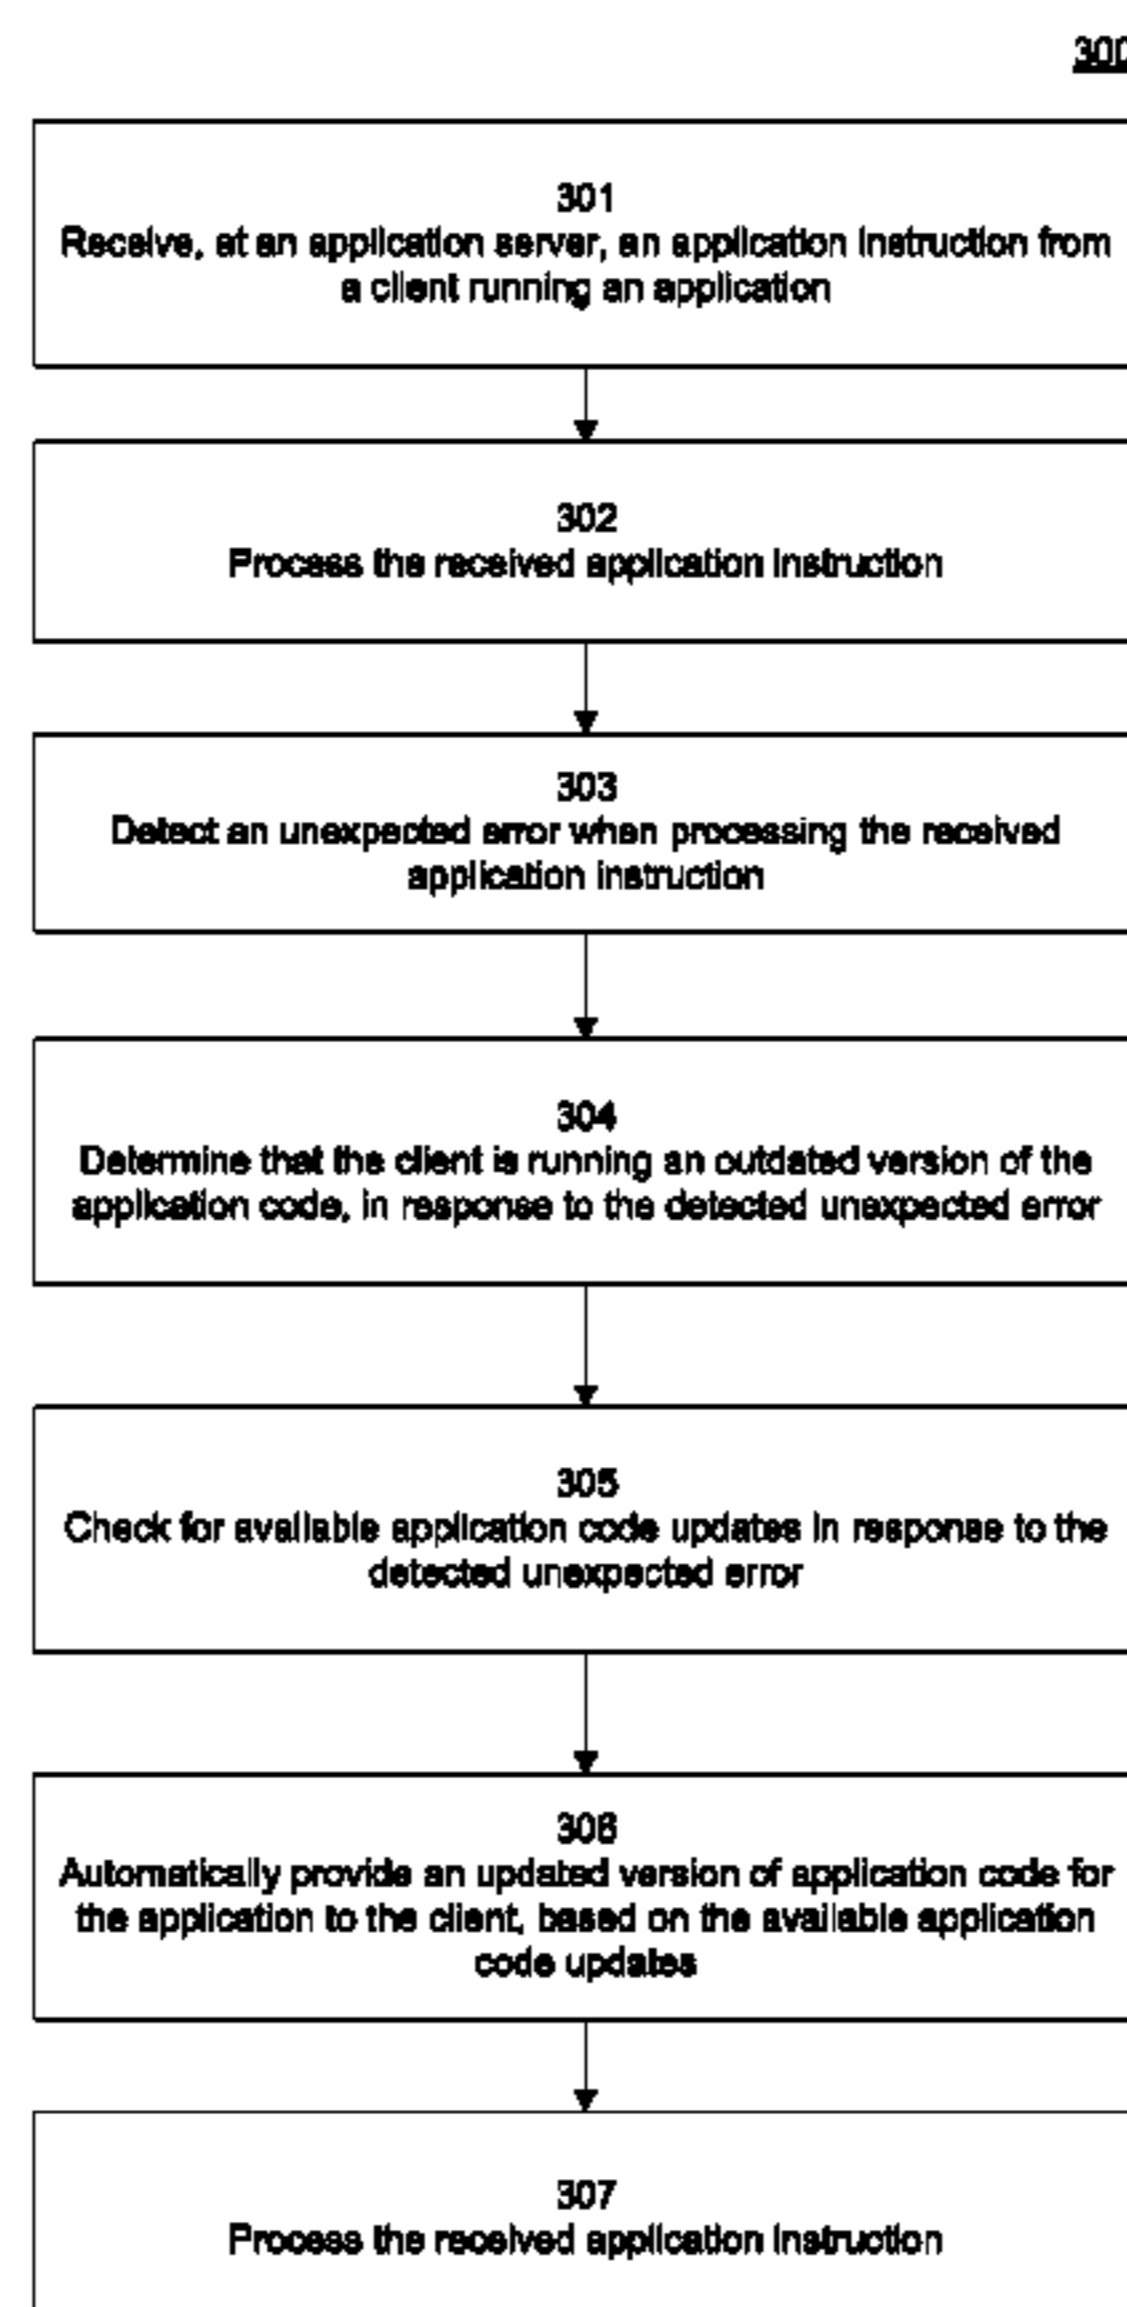 300
301
Receive, at an application server, an application instruction from
a client running an application
302
Process the received application instruction
303
Detect an unexpected error when processing the received
application instruction
304
Determine that the client is running an outdated version of the
application code, in response to the detected unexpected error
305
Check for available application code updates in response to the
detected unexpected error
306
Automatically provide an updated version of application code for
the application to the client, based on the available application
code updates
307
Process the received application instruction